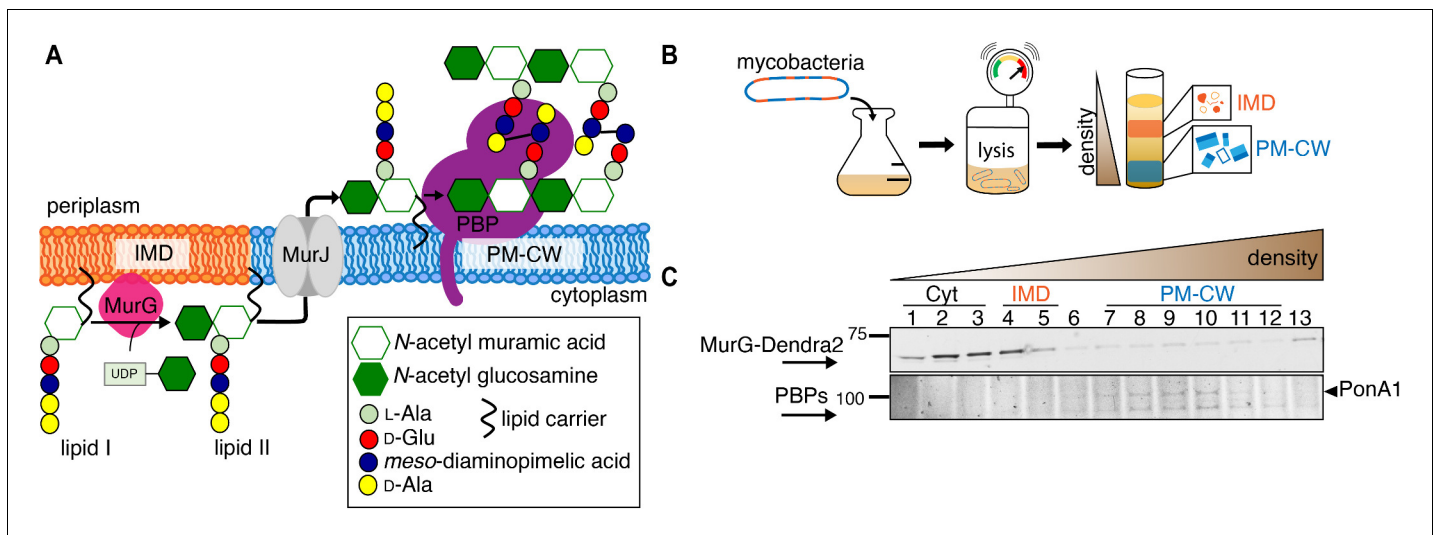 A
periplasm
IMD
MurJ
PBP
PM-CW
cytoplasm
MurG
UDP
lipid I
lipid II
N-acetyl muramic acid
N-acetyl glucosamine
L-Ala
lipid carrier
D-Glu
meso-diaminopimelic acid
D-Ala
B
mycobacteria
lysis
density
IMD
PM-CW
C
density
Cyt IMD PM-CW
1 2 3 4 5 6 7 8 9 10 11 12 13
75
MurG-Dendra2
PBPs 100 PonA1